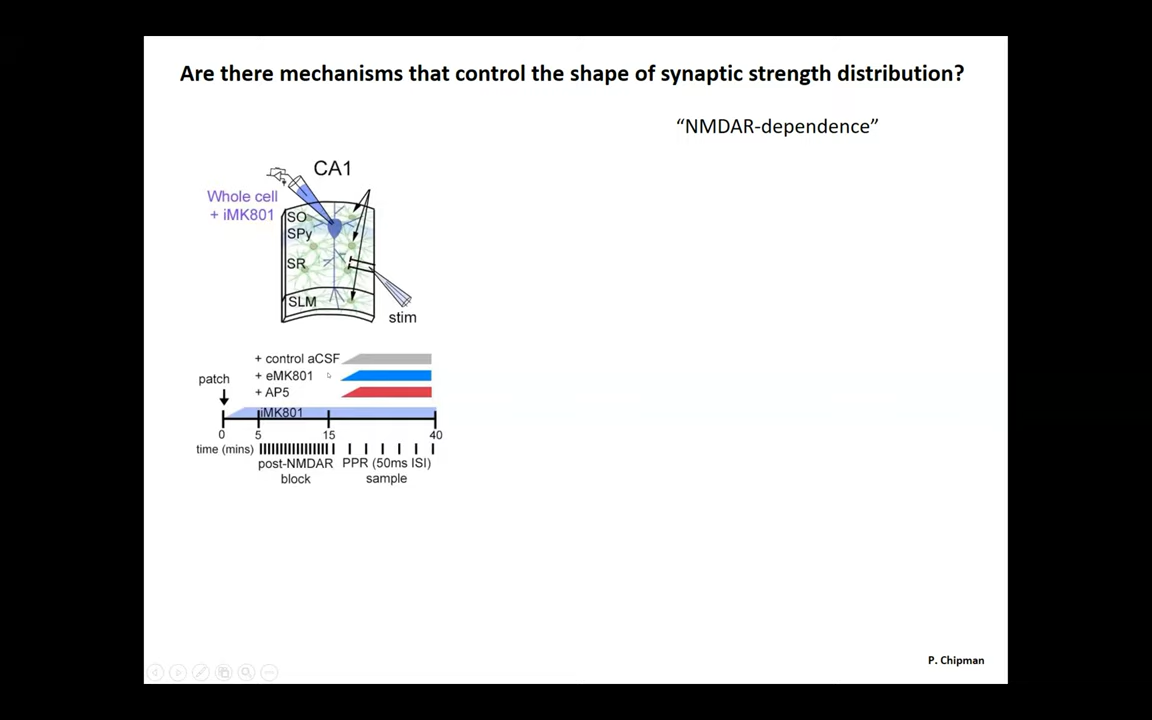 Are there mechanisms that control the shape of synaptic strength distribution?
“NMDAR-dependence”
CA1
Whole cell
+ iMK801
SO
SPy
SR
SLM
stim
+ control aCSF
+ eMK801
+ AP5
patch
iMK801
0 5 15 40
time (mins)
post-NMDAR PPR (50ms ISI)
block sample
P. Chipman